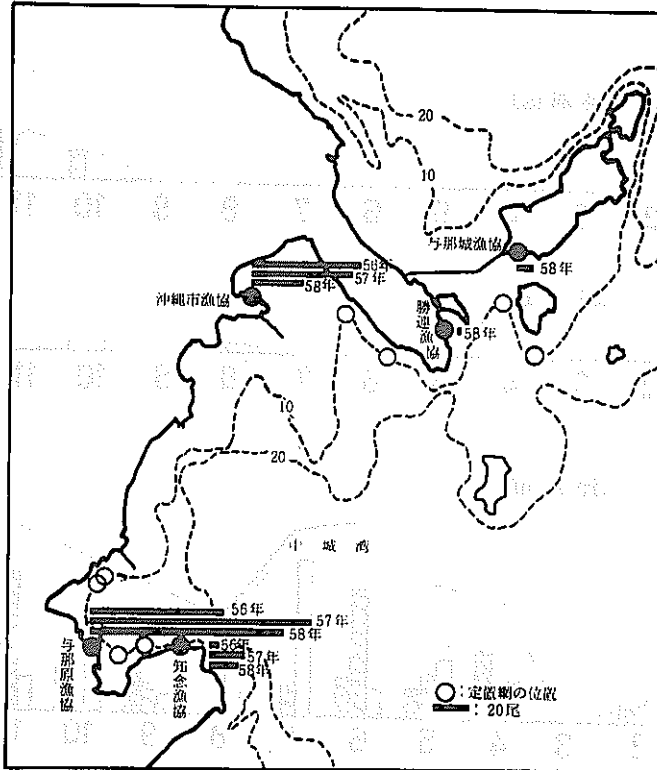 20
10
与那城漁協
58年
56年
57年
58年
沖縄市漁協
勝連漁協
58年
10
20
中城湾
56年
57年
58年
56年
57年
58年
与那原漁協
知念漁協
○:定置網の位置
:20尾